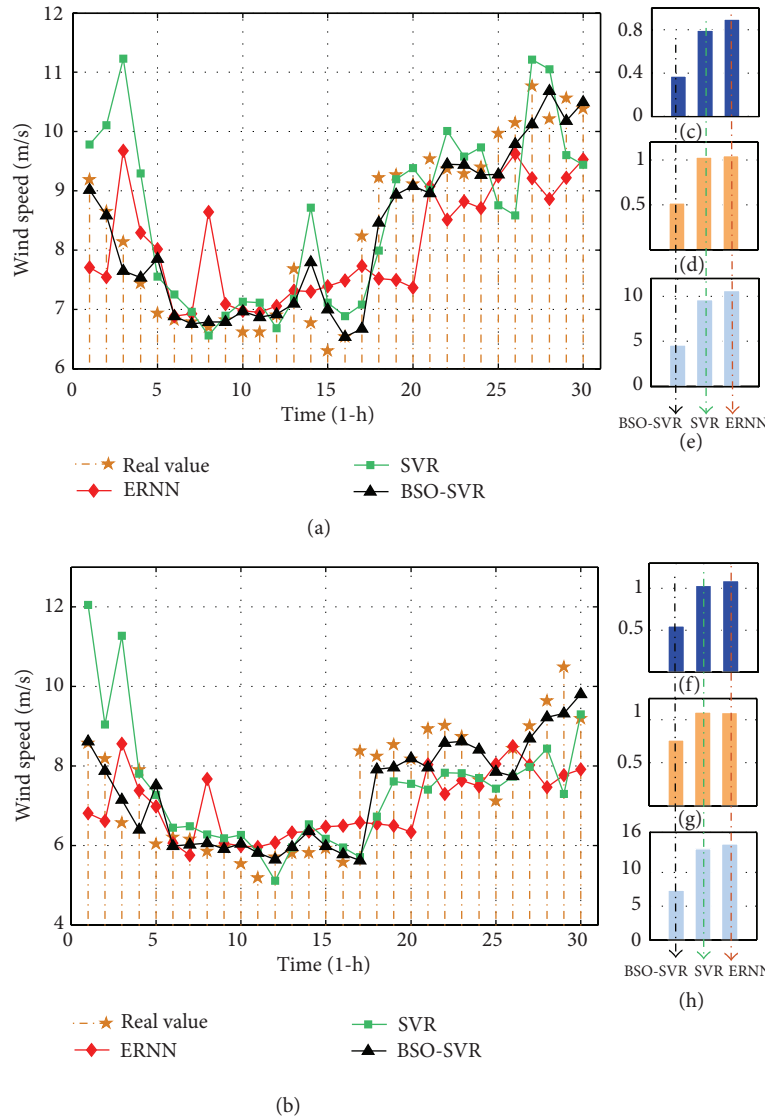 12
11
10
9
8
7
6
Wind speed (m/s)
0 5 10 15 20 25 30
Time (1-h)
Real value
ERNN
SVR
BSO-SVR
(a)
0.8
0.4
0
(c)
1
0.5
(d)
10
5
0
BSO-SVR SVR ERNN
(e)
12
10
8
6
4
Wind speed (m/s)
0 5 10 15 20 25 30
Time (1-h)
Real value
ERNN
SVR
BSO-SVR
(b)
1
0.5
(f)
1
0.5
(g)
16
10
5
0
BSO-SVR SVR ERNN
(h)